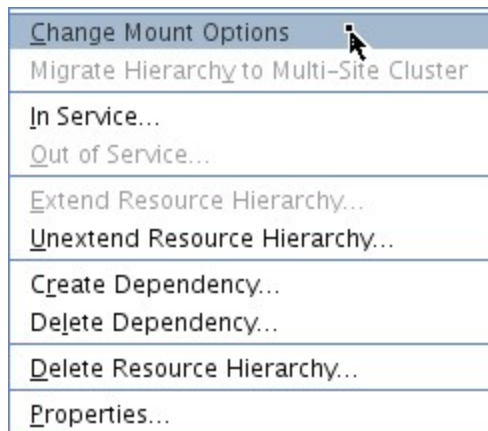 Change Mount Options
Migrate Hierarchy to Multi-Site Cluster
In Service...
Out of Service...
Extend Resource Hierarchy...
Unextend Resource Hierarchy...
Create Dependency...
Delete Dependency...
Delete Resource Hierarchy...
Properties...